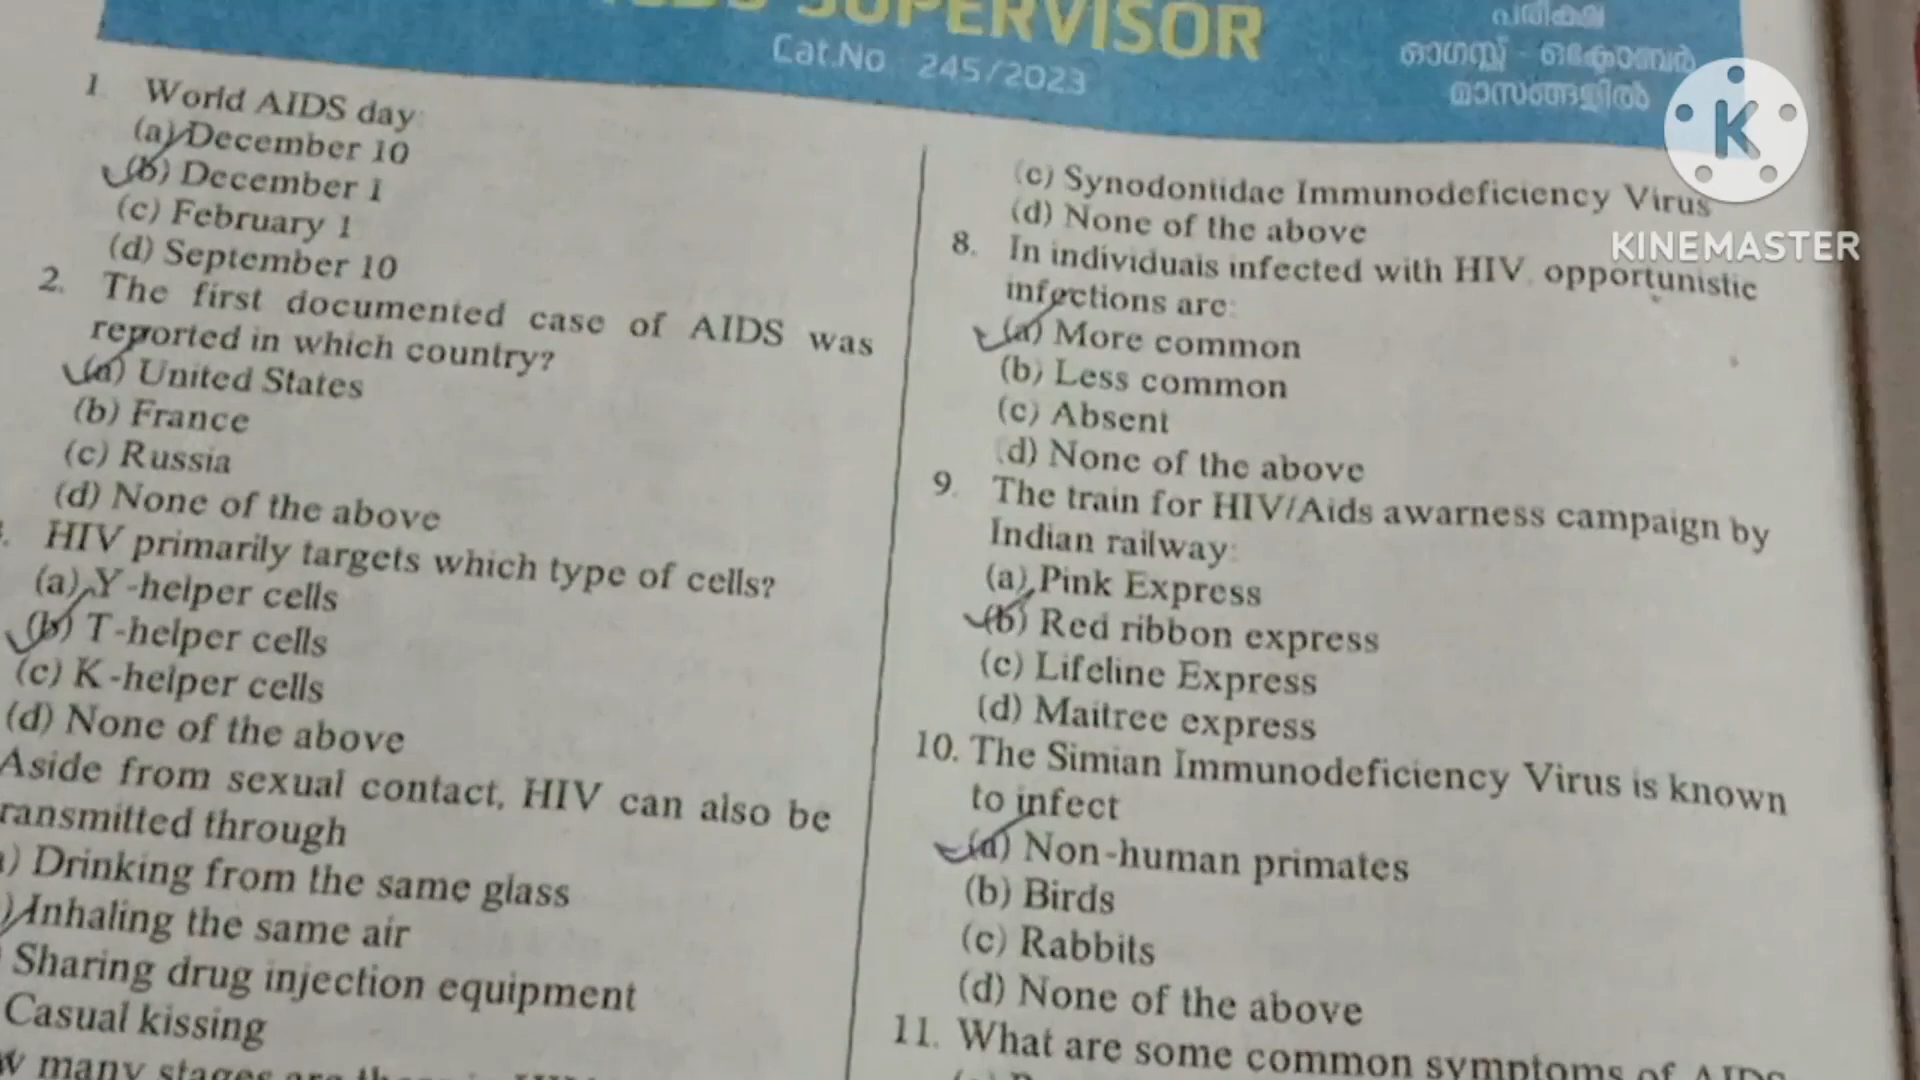 SUPERVISOR
Cat.No 245/2023
പരീക്ഷ
ഓഗസ്റ്റ് - ഒക്ടോബർ
മാസങ്ങളിൽ
K
KINEMASTER
1. World AIDS day:
(a) December 10
(b) December 1
(c) February 1
(d) September 10
2. The first documented case of AIDS was
reported in which country?
(a) United States
(b) France
(c) Russia
(d) None of the above
. HIV primarily targets which type of cells?
(a) Y-helper cells
(b) T-helper cells
(c) K-helper cells
(d) None of the above
Aside from sexual contact, HIV can also be
ransmitted through
) Drinking from the same glass
) Inhaling the same air
Sharing drug injection equipment
Casual kissing
w many stages are
(c) Synodontidae Immunodeficiency Virus
(d) None of the above
8. In individuals infected with HIV, opportunistic
infections are:
(a) More common
(b) Less common
(c) Absent
(d) None of the above
9. The train for HIV/Aids awarness campaign by
Indian railway:
(a) Pink Express
(b) Red ribbon express
(c) Lifeline Express
(d) Maitree express
10. The Simian Immunodeficiency Virus is known
to infect
(a) Non-human primates
(b) Birds
(c) Rabbits
(d) None of the above
11. What are some common symptoms of AIDS